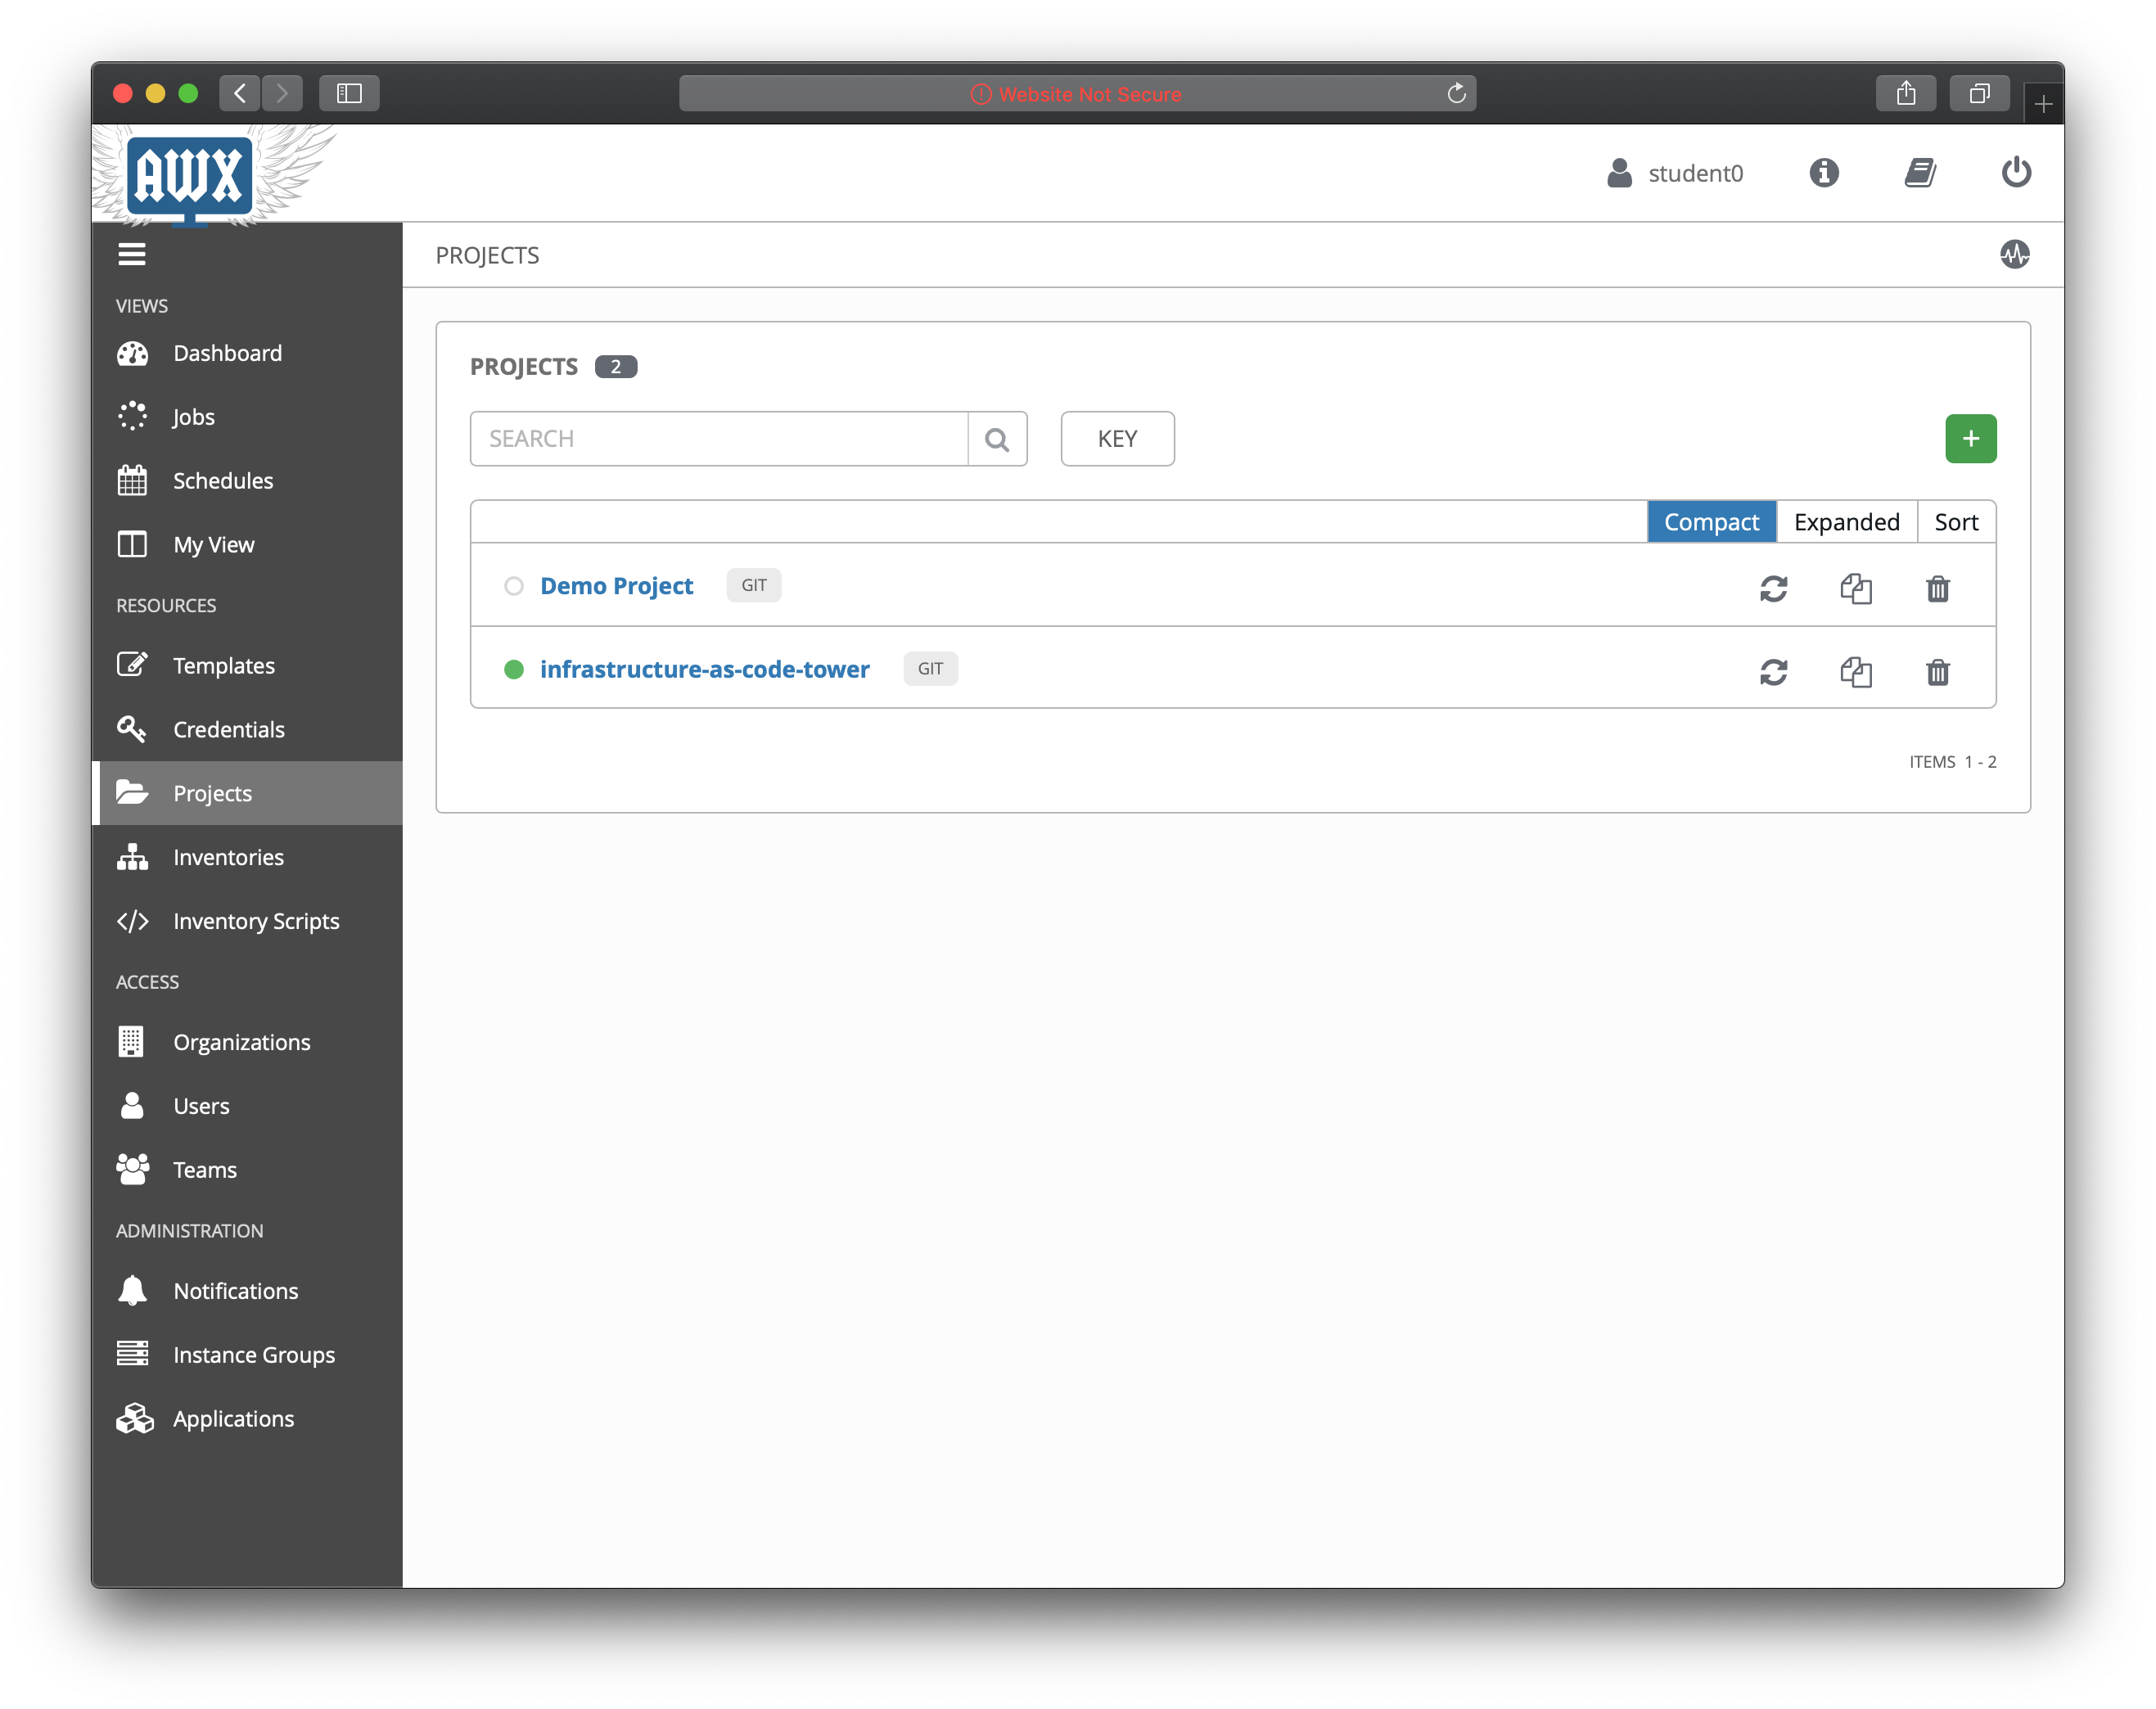 Website Not Secure
AWX
student0
PROJECTS
VIEWS
Dashboard
Jobs
Schedules
My View
RESOURCES
Templates
Credentials
Projects
Inventories
Inventory Scripts
ACCESS
Organizations
Users
Teams
ADMINISTRATION
Notifications
Instance Groups
Applications
PROJECTS 2
SEARCH
KEY
+
Compact Expanded Sort
Demo Project GIT
infrastructure-as-code-tower GIT
ITEMS 1 - 2